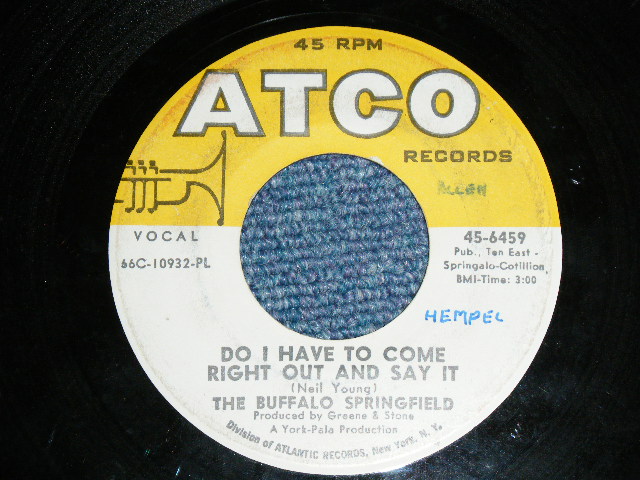 45 RPM
ATCO
RECORDS
ALLEN
VOCAL
66C-10932-PL
45-6459
Pub., Ten East -
Springalo-Cotillion,
BMI-Time: 3:00
HEMPEL
DO I HAVE TO COME
RIGHT OUT AND SAY IT
(Neil Young)
THE BUFFALO SPRINGFIELD
Produced by Greene & Stone
A York-Pala Production
Division of ATLANTIC RECORDS, New York, N. Y.